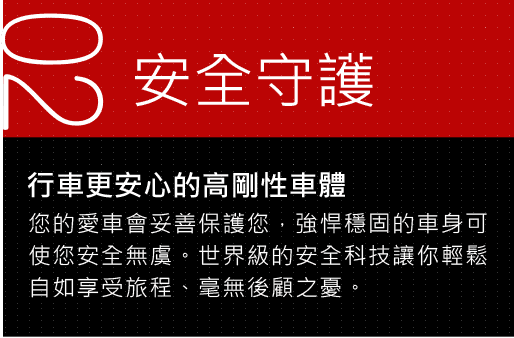 02
安全守護
行車更安心的高剛性車體
您的愛車會妥善保護您，強悍穩固的車身可
使您安全無虞。世界級的安全科技讓你輕鬆
自如享受旅程、毫無後顧之憂。